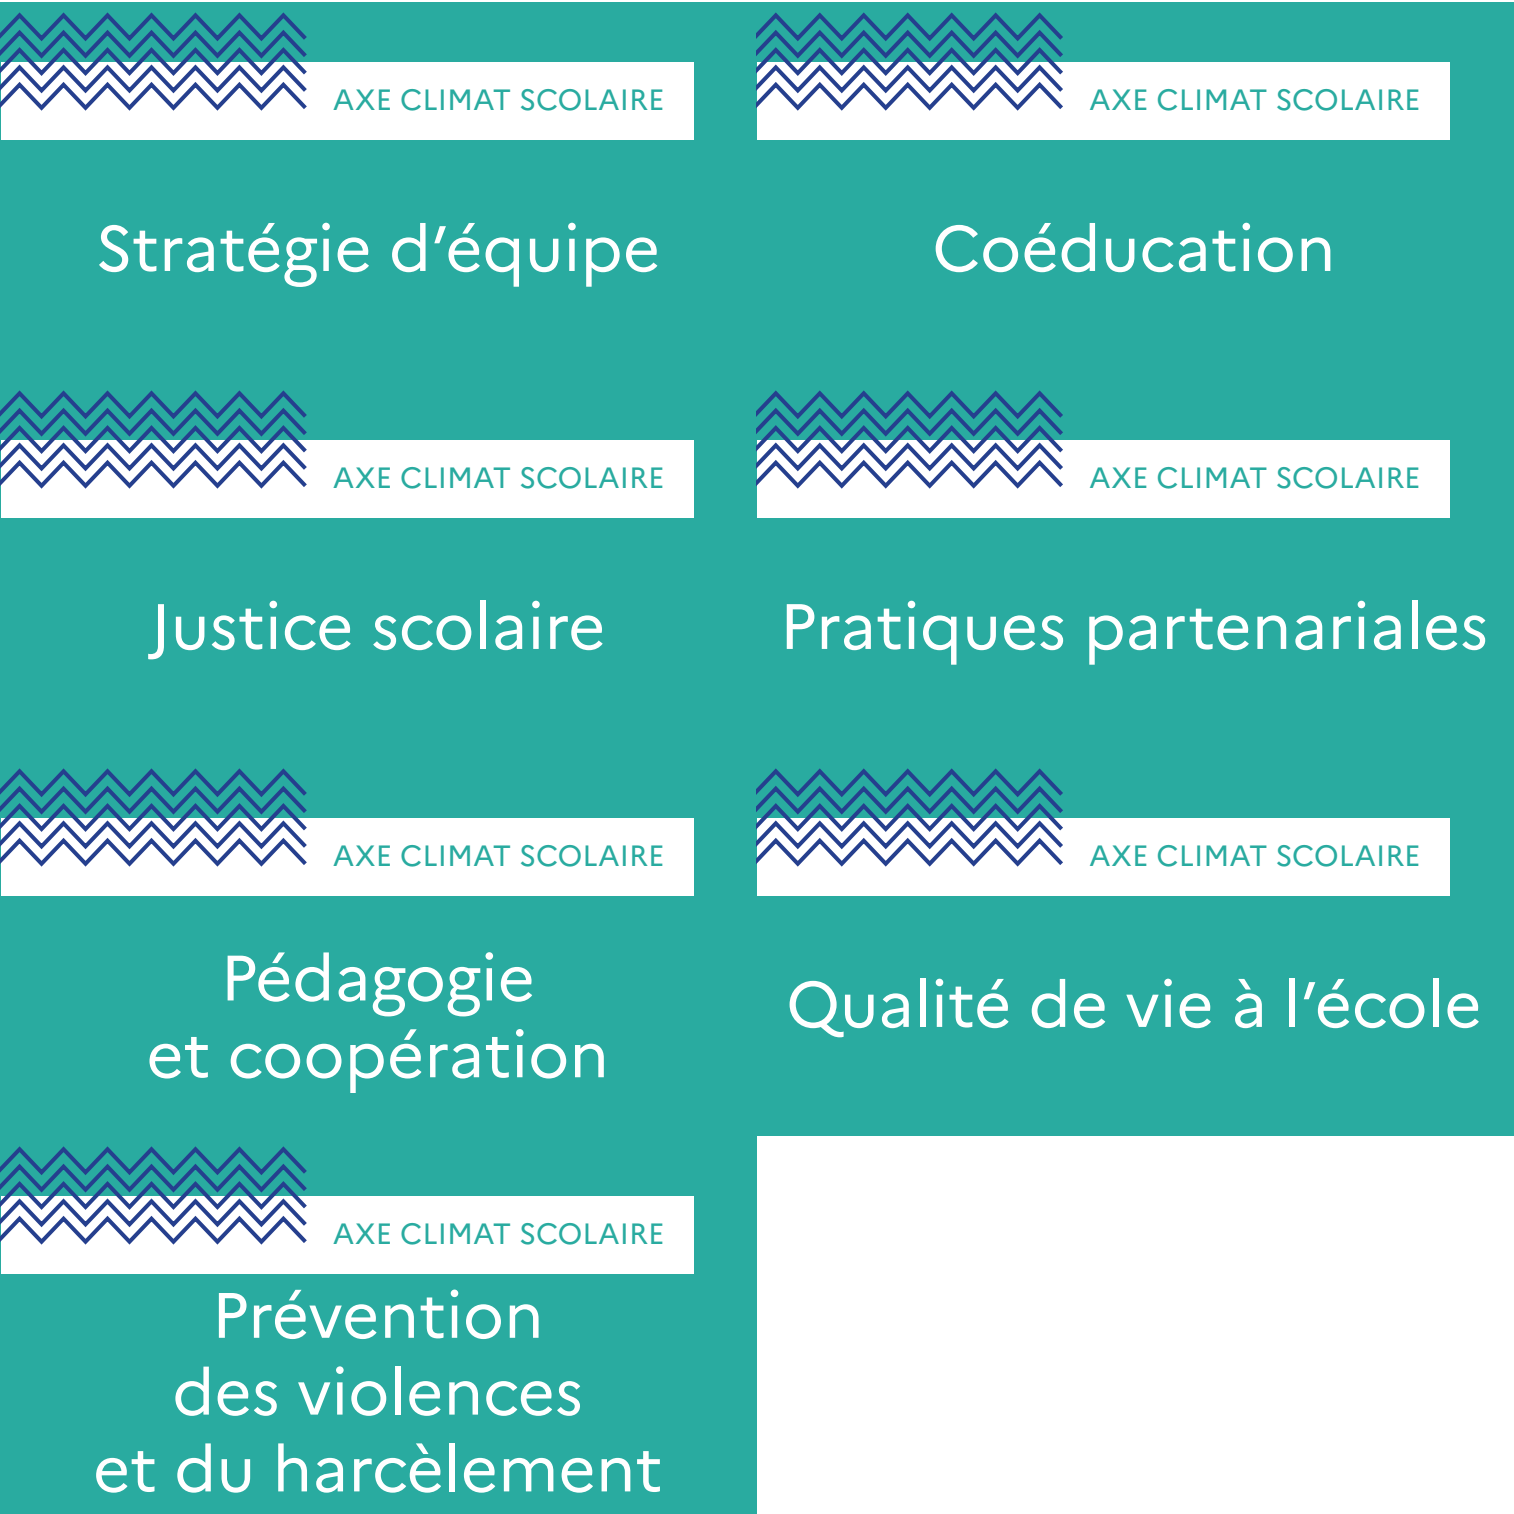 AXE CLIMAT SCOLAIRE
Stratégie d'équipe
AXE CLIMAT SCOLAIRE
Coéducation
AXE CLIMAT SCOLAIRE
Justice scolaire
AXE CLIMAT SCOLAIRE
Pratiques partenariales
AXE CLIMAT SCOLAIRE
Pédagogie
et coopération
AXE CLIMAT SCOLAIRE
Qualité de vie à l'école
AXE CLIMAT SCOLAIRE
Prévention
des violences
et du harcèlement